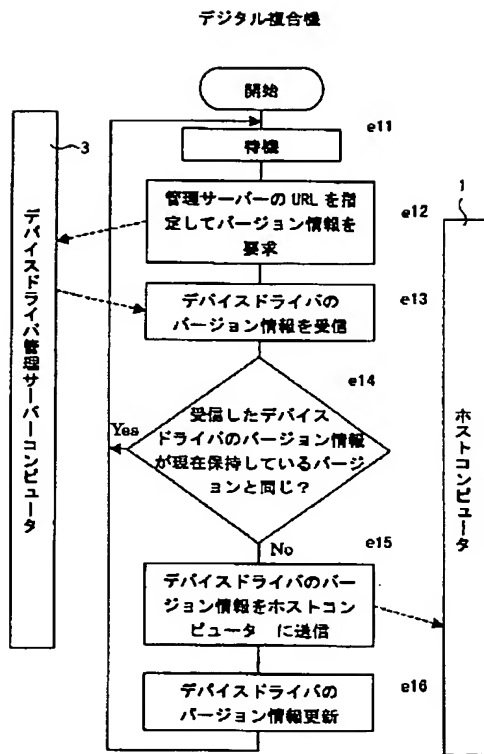 デジタル複合機
開始
e11
待機
3
デバイスドライバ管理サーバーコンピュータ
管理サーバーの URL を指
定してバージョン情報を
要求
e12
1
ホストコンピュータ
e13
デバイスドライバの
バージョン情報を受信
e14
受信したデバイス
ドライバのバージョン情報
が現在保持しているバージ
ョンと同じ？
Yes
No
e15
デバイスドライバのバー
ジョン情報をホストコン
ピュータ に送信
e16
デバイスドライバの
バージョン情報更新